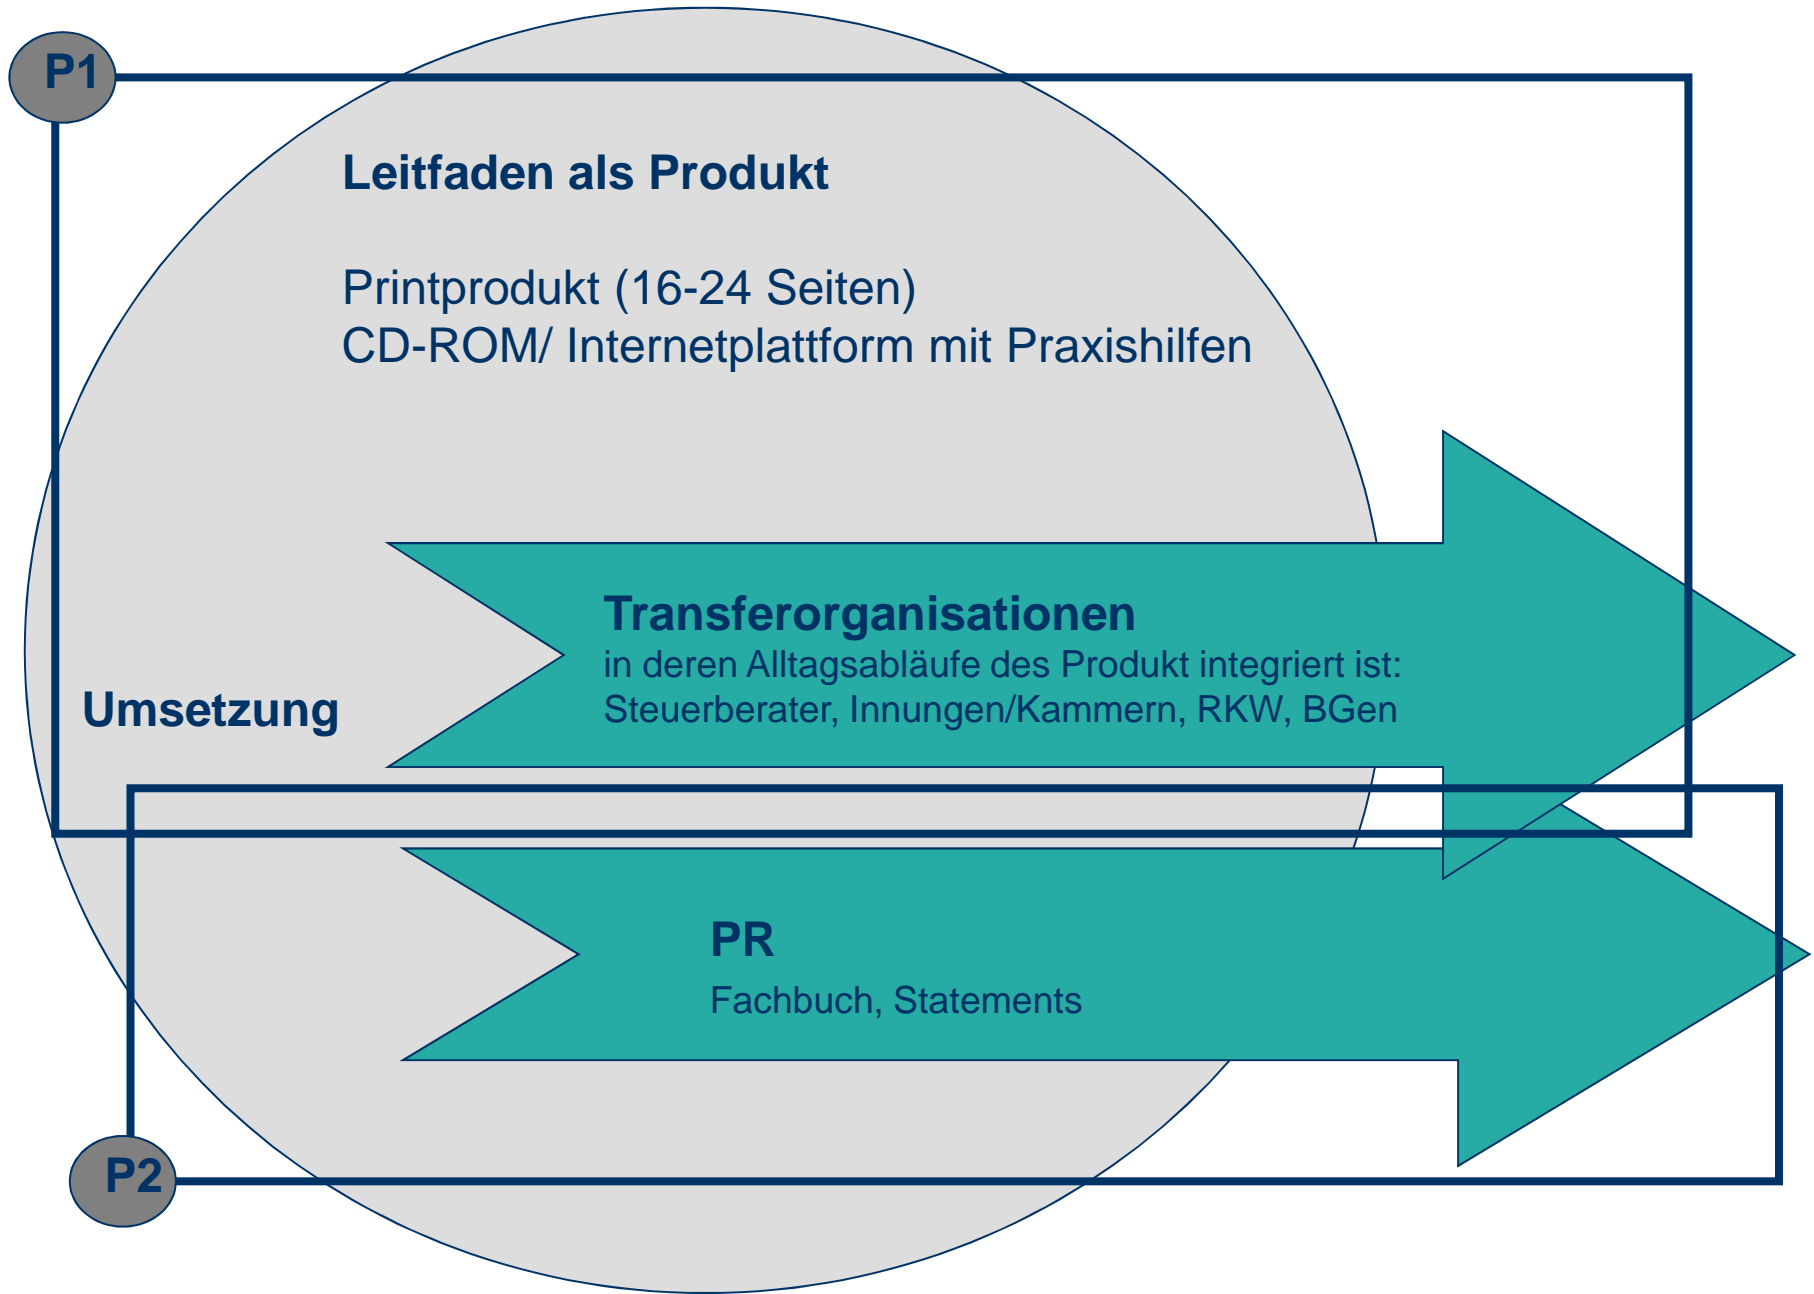 P1
Leitfaden als Produkt
Printprodukt (16-24 Seiten)
CD-ROM/ Internetplattform mit Praxishilfen
Transferorganisationen
in deren Alltagsabläufe des Produkt integriert ist:
Steuerberater, Innungen/Kammern, RKW, BGen
Umsetzung
PR
Fachbuch, Statements
P2